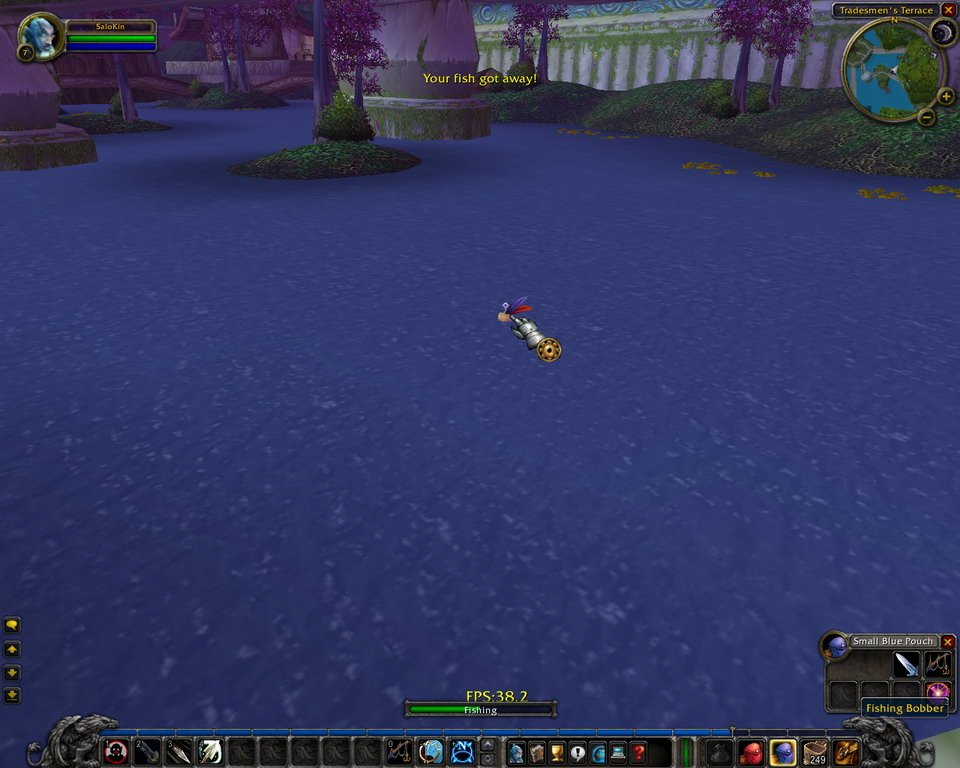 SaloKin
7
Tradesmen's Terrace
N
Your fish got away!
Small Blue Pouch
Fishing Bobber
FPS:38.2
Fishing
249